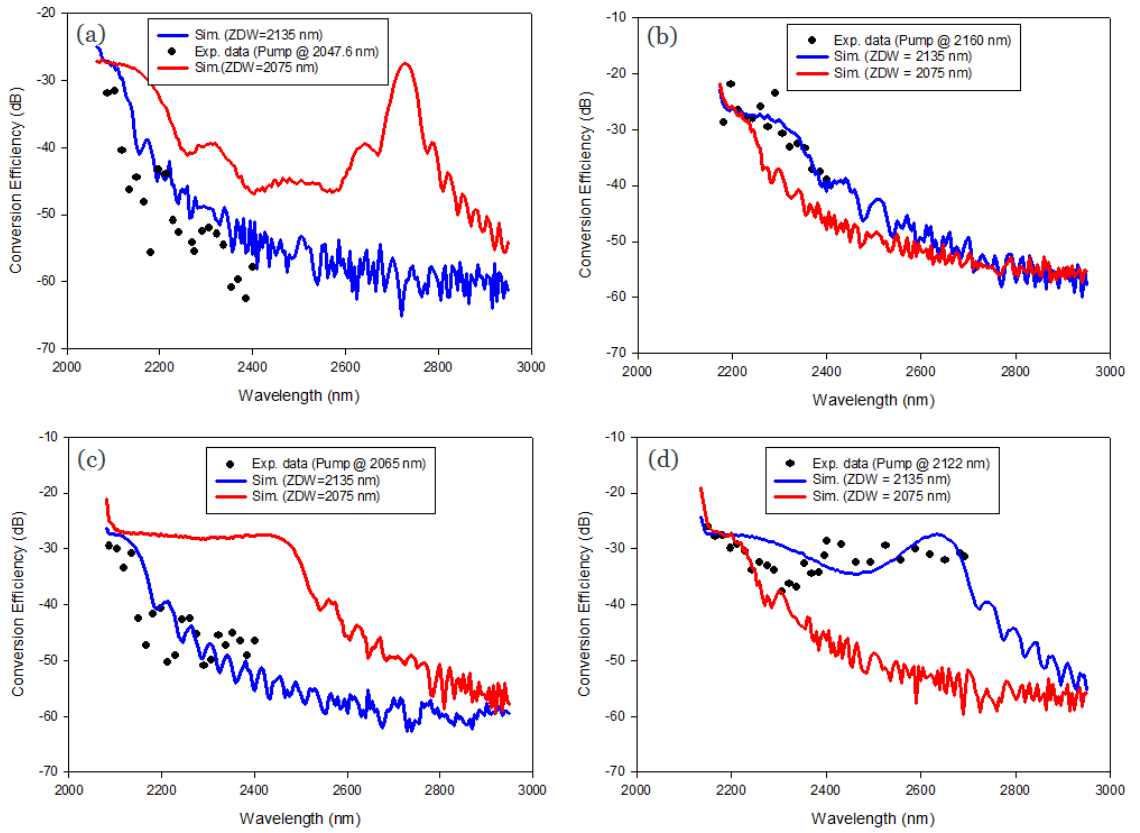 (a)
Sim. (ZDW=2135 nm)
Exp. data (Pump @ 2047.6 nm)
Sim.(ZDW=2075 nm)
Conversion Efficiency (dB)
-20
-30
-40
-50
-60
-70
2000 2200 2400 2600 2800 3000
Wavelength (nm)
(b)
Exp. data (Pump @ 2160 nm)
Sim. (ZDW = 2135 nm)
Sim. (ZDW = 2075 nm)
Conversion Efficiency (dB)
-10
-20
-30
-40
-50
-60
-70
2000 2200 2400 2600 2800 3000
Wavelength (nm)
(c)
Exp. data (Pump @ 2065 nm)
Sim. (ZDW=2135 nm)
Sim. (ZDW=2075 nm)
Conversion Efficiency (dB)
-10
-20
-30
-40
-50
-60
-70
2000 2200 2400 2600 2800 3000
Wavelength (nm)
(d)
Exp. data (Pump @ 2122 nm)
Sim. (ZDW = 2135 nm)
Sim. (ZDW = 2075 nm)
Conversion Efficiency (dB)
-10
-20
-30
-40
-50
-60
-70
2000 2200 2400 2600 2800 3000
Wavelength (nm)